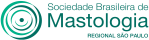 Sociedade Brasileira de
Mastologia
REGIONAL SÃO PAULO